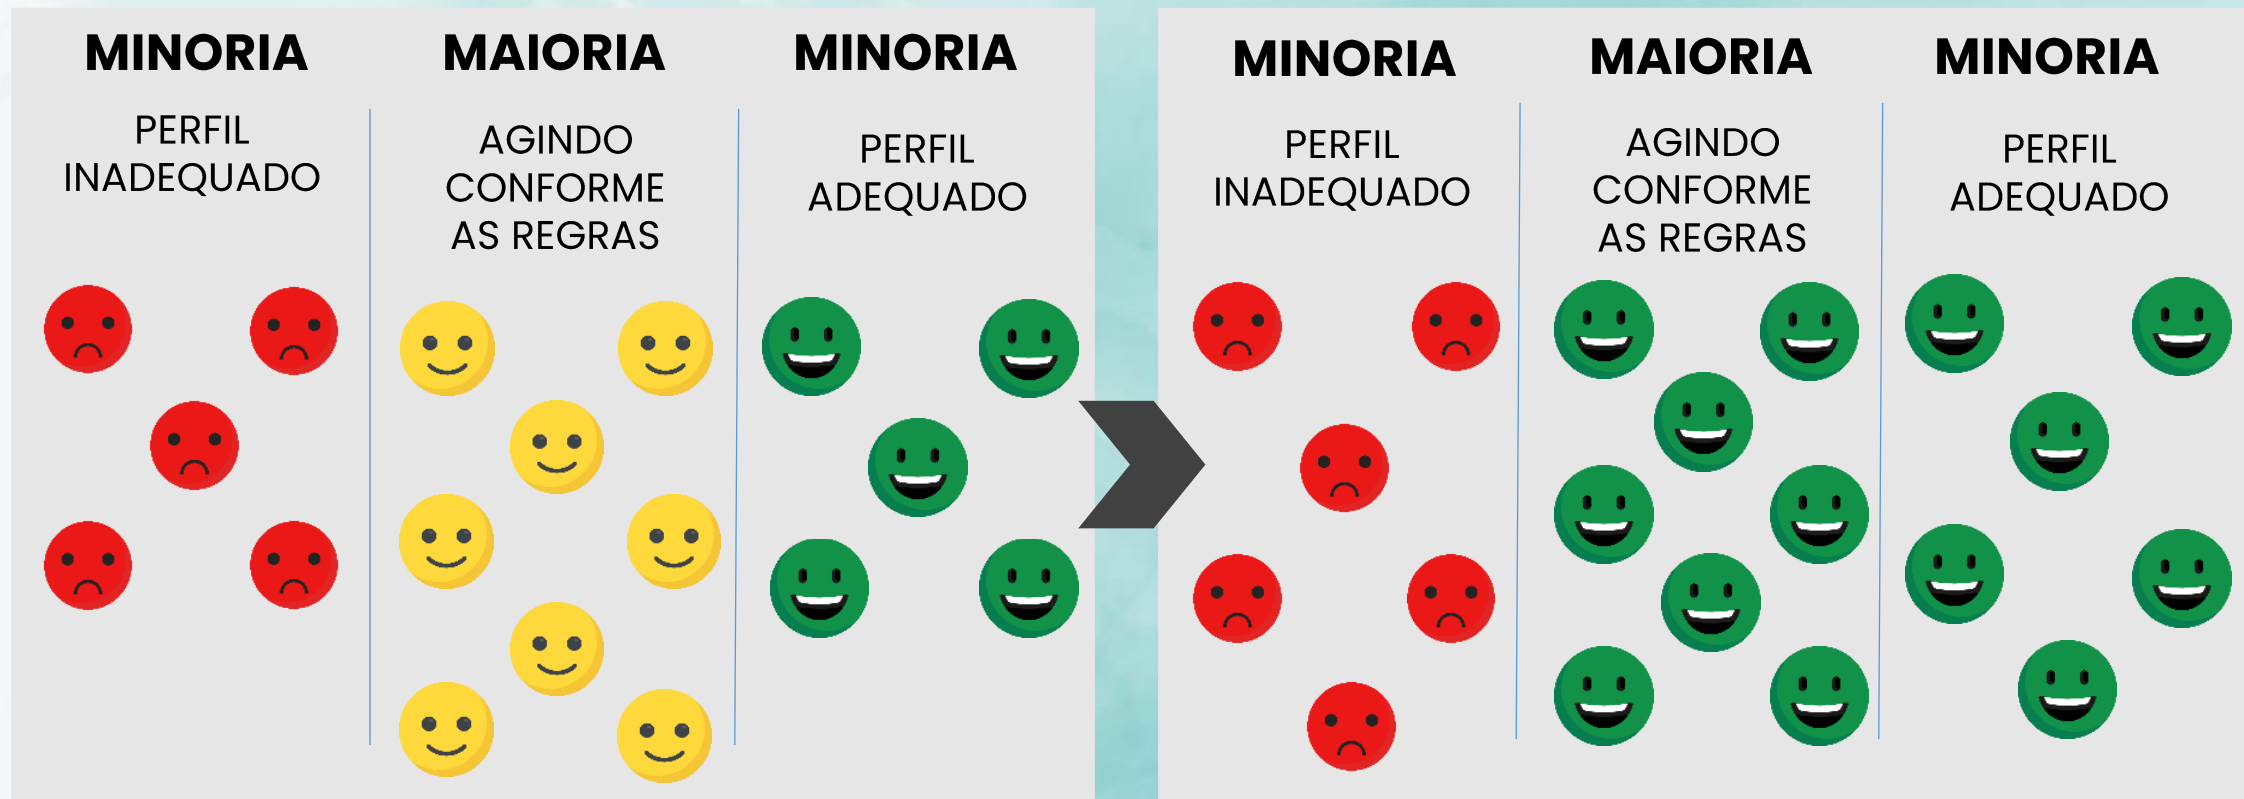 MINORIA
PERFIL
INADEQUADO
MAIORIA
AGINDO
CONFORME
AS REGRAS
MINORIA
PERFIL
ADEQUADO
MINORIA
PERFIL
INADEQUADO
MAIORIA
AGINDO
CONFORME
AS REGRAS
MINORIA
PERFIL
ADEQUADO